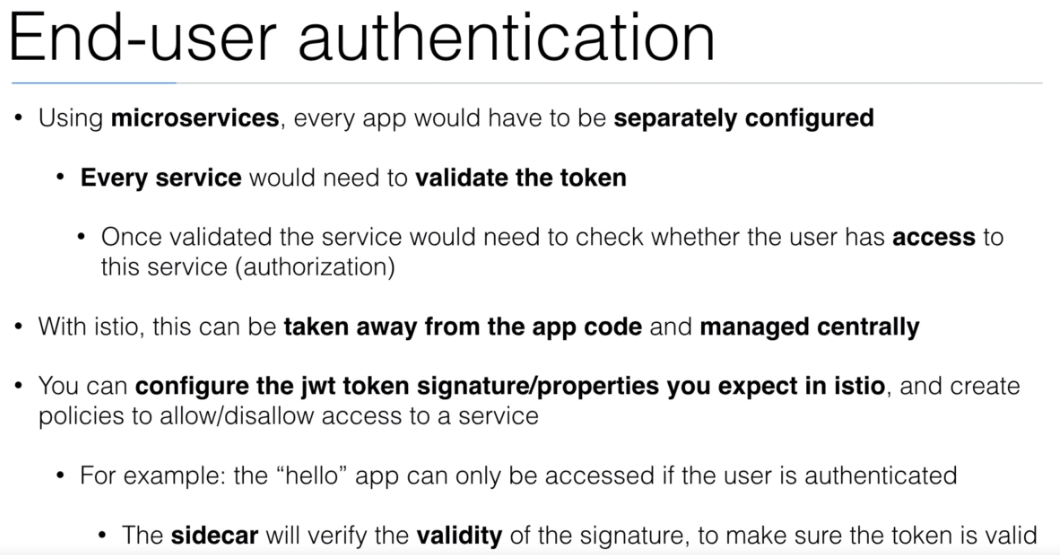 End-user authentication
• Using microservices, every app would have to be separately configured
• Every service would need to validate the token
• Once validated the service would need to check whether the user has access to
this service (authorization)
• With istio, this can be taken away from the app code and managed centrally
• You can configure the jwt token signature/properties you expect in istio, and create
policies to allow/disallow access to a service
• For example: the “hello” app can only be accessed if the user is authenticated
• The sidecar will verify the validity of the signature, to make sure the token is valid